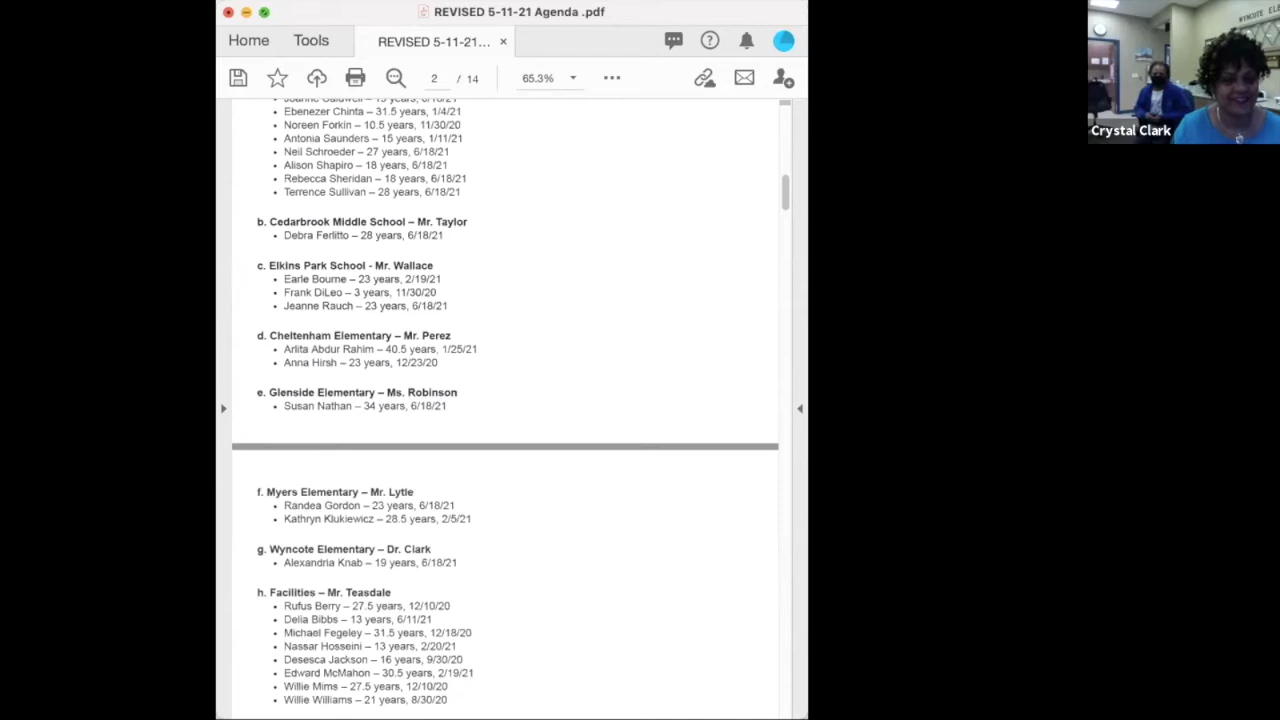 REVISED 5-11-21 Agenda .pdf
Home Tools REVISED 5-11-21... ×
2 / 14 65.3%
Joanne Caldwell – 19 years, 6/18/21
Ebenezer Chinta – 31.5 years, 1/4/21
Noreen Forkin – 10.5 years, 11/30/20
Antonia Saunders – 15 years, 1/11/21
Neil Schroeder – 27 years, 6/18/21
Alison Shapiro – 18 years, 6/18/21
Rebecca Sheridan – 18 years, 6/18/21
Terrence Sullivan – 28 years, 6/18/21
b. Cedarbrook Middle School – Mr. Taylor
Debra Ferlitto – 28 years, 6/18/21
c. Elkins Park School - Mr. Wallace
Earle Bourne – 23 years, 2/19/21
Frank DiLeo – 3 years, 11/30/20
Jeanne Rauch – 23 years, 6/18/21
d. Cheltenham Elementary – Mr. Perez
Arlita Abdur Rahim – 40.5 years, 1/25/21
Anna Hirsh – 23 years, 12/23/20
e. Glenside Elementary – Ms. Robinson
Susan Nathan – 34 years, 6/18/21
f. Myers Elementary – Mr. Lytle
Randea Gordon – 23 years, 6/18/21
Kathryn Klukiewicz – 28.5 years, 2/5/21
g. Wyncote Elementary – Dr. Clark
Alexandria Knab – 19 years, 6/18/21
h. Facilities – Mr. Teasdale
Rufus Berry – 27.5 years, 12/10/20
Delia Bibbs – 13 years, 6/11/21
Michael Fegeley – 31.5 years, 12/18/20
Nassar Hosseini – 13 years, 2/20/21
Desesca Jackson – 16 years, 9/30/20
Edward McMahon – 30.5 years, 2/19/21
Willie Mims – 27.5 years, 12/10/20
Willie Williams – 21 years, 8/30/20
WYNCOTE ELE
Crystal Clark